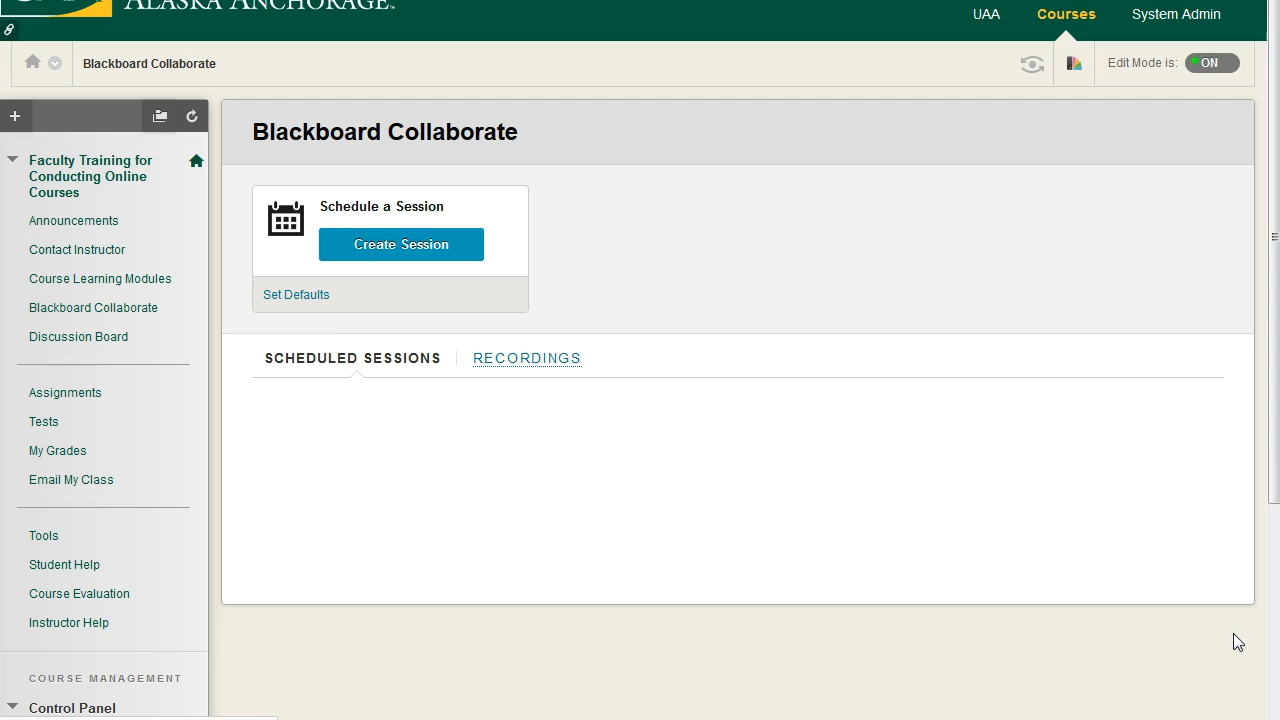 ALASKA ANCHORAGE
UAA Courses System Admin
Blackboard Collaborate
Edit Mode is: ON
Blackboard Collaborate
Schedule a Session
Create Session
Set Defaults
SCHEDULED SESSIONS RECORDINGS
Faculty Training for
Conducting Online
Courses
Announcements
Contact Instructor
Course Learning Modules
Blackboard Collaborate
Discussion Board
Assignments
Tests
My Grades
Email My Class
Tools
Student Help
Course Evaluation
Instructor Help
COURSE MANAGEMENT
Control Panel